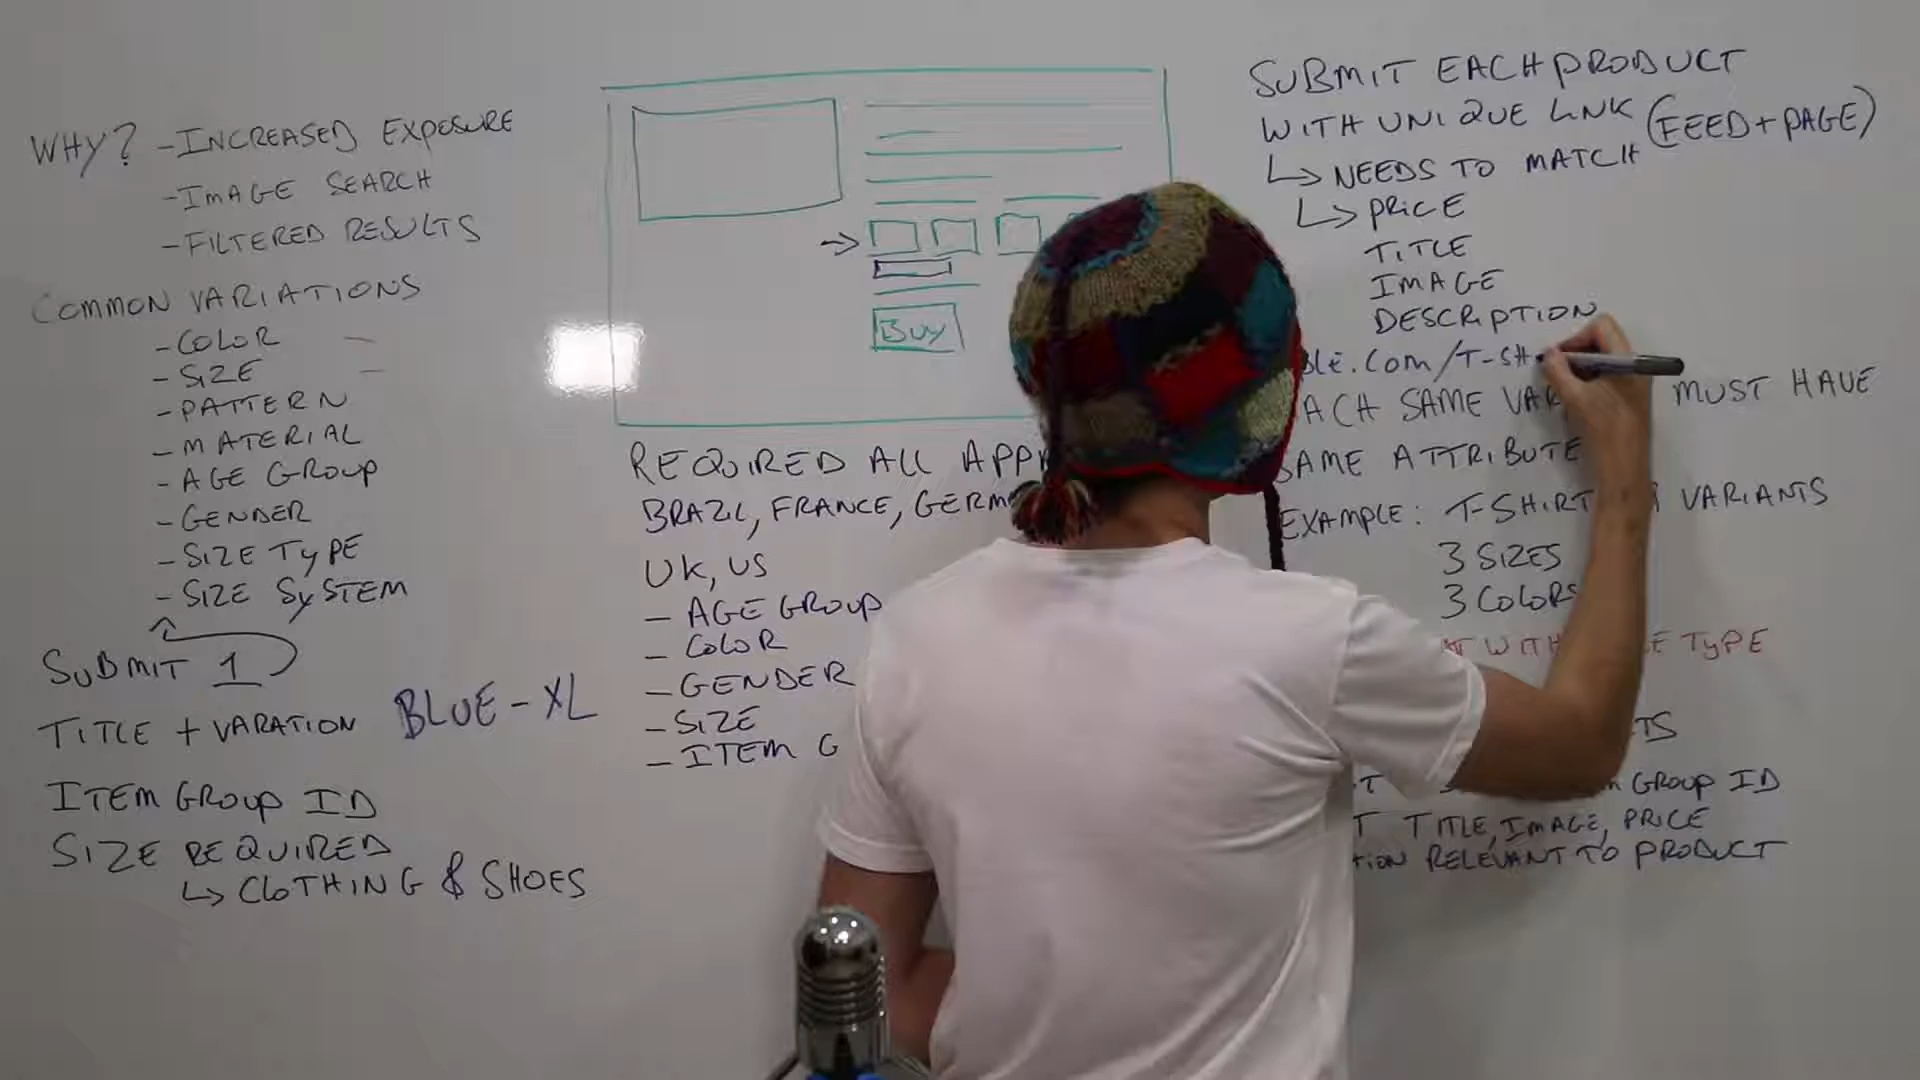 WHY? - INCREASED EXPOSURE
- IMAGE SEARCH
- FILTERED RESULTS
COMMON VARIATIONS
- COLOR
- SIZE
- PATTERN
- MATERIAL
- AGE GROUP
- GENDER
- SIZE TYPE
- SIZE SYSTEM
SUBMIT 1
TITLE + VARATION BLUE - XL
ITEM GROUP ID
SIZE REQUIRED
↳ CLOTHING & SHOES
BUY
REQUIRED ALL APP
BRAZIL, FRANCE, GERM
UK, US
- AGE GROUP
- COLOR
- GENDER
- SIZE
- ITEM G
SUBMIT EACH PRODUCT
WITH UNIQUE LINK (FEED + PAGE)
↳ NEEDS TO MATCH
↳ PRICE
TITLE
IMAGE
DESCRIPTION
BLE.COM/T-SH
ACH SAME VAR MUST HAVE
SAME ATTRIBUTE
EXAMPLE: T-SHIRT VARIANTS
3 SIZES
3 COLORS
WITH TYPE
TS
GROUP ID
T TITLE, IMAGE, PRICE
TION RELEVANT TO PRODUCT